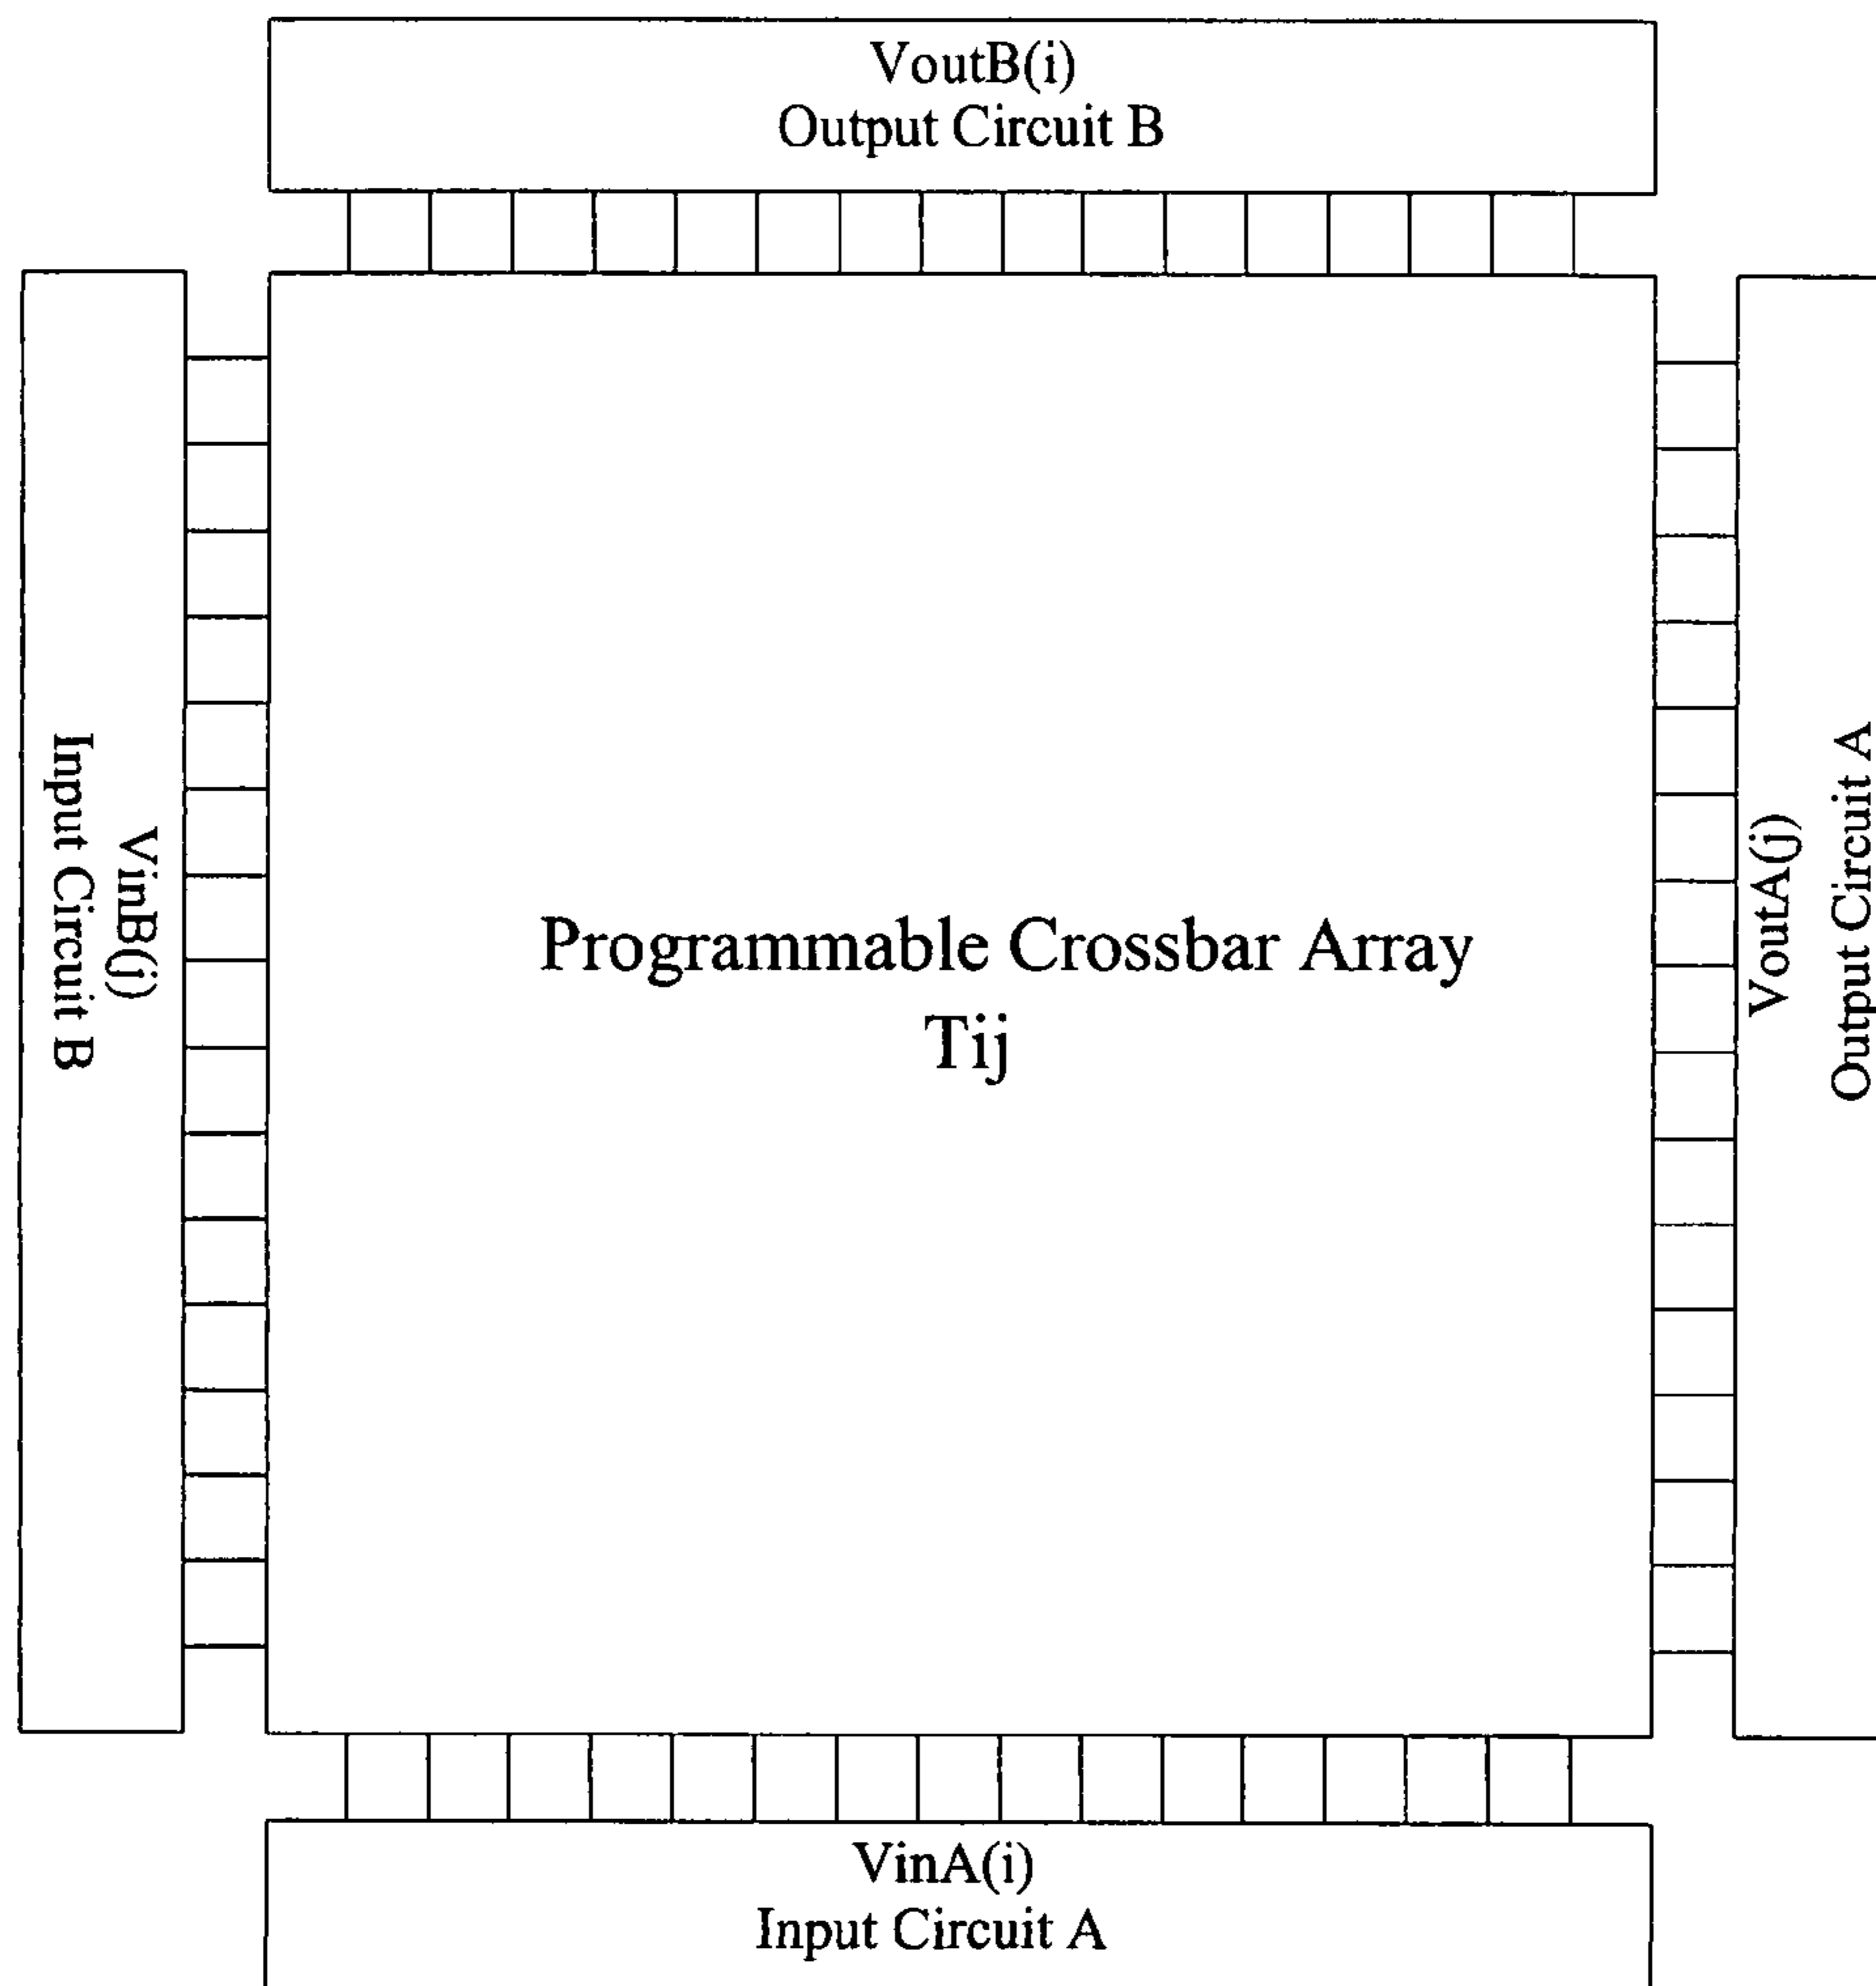 VoutB(i)
Output Circuit B
VinB(j)
Input Circuit B
Programmable Crossbar Array
Tij
VoutA(j)
Output Circuit A
VinA(i)
Input Circuit A